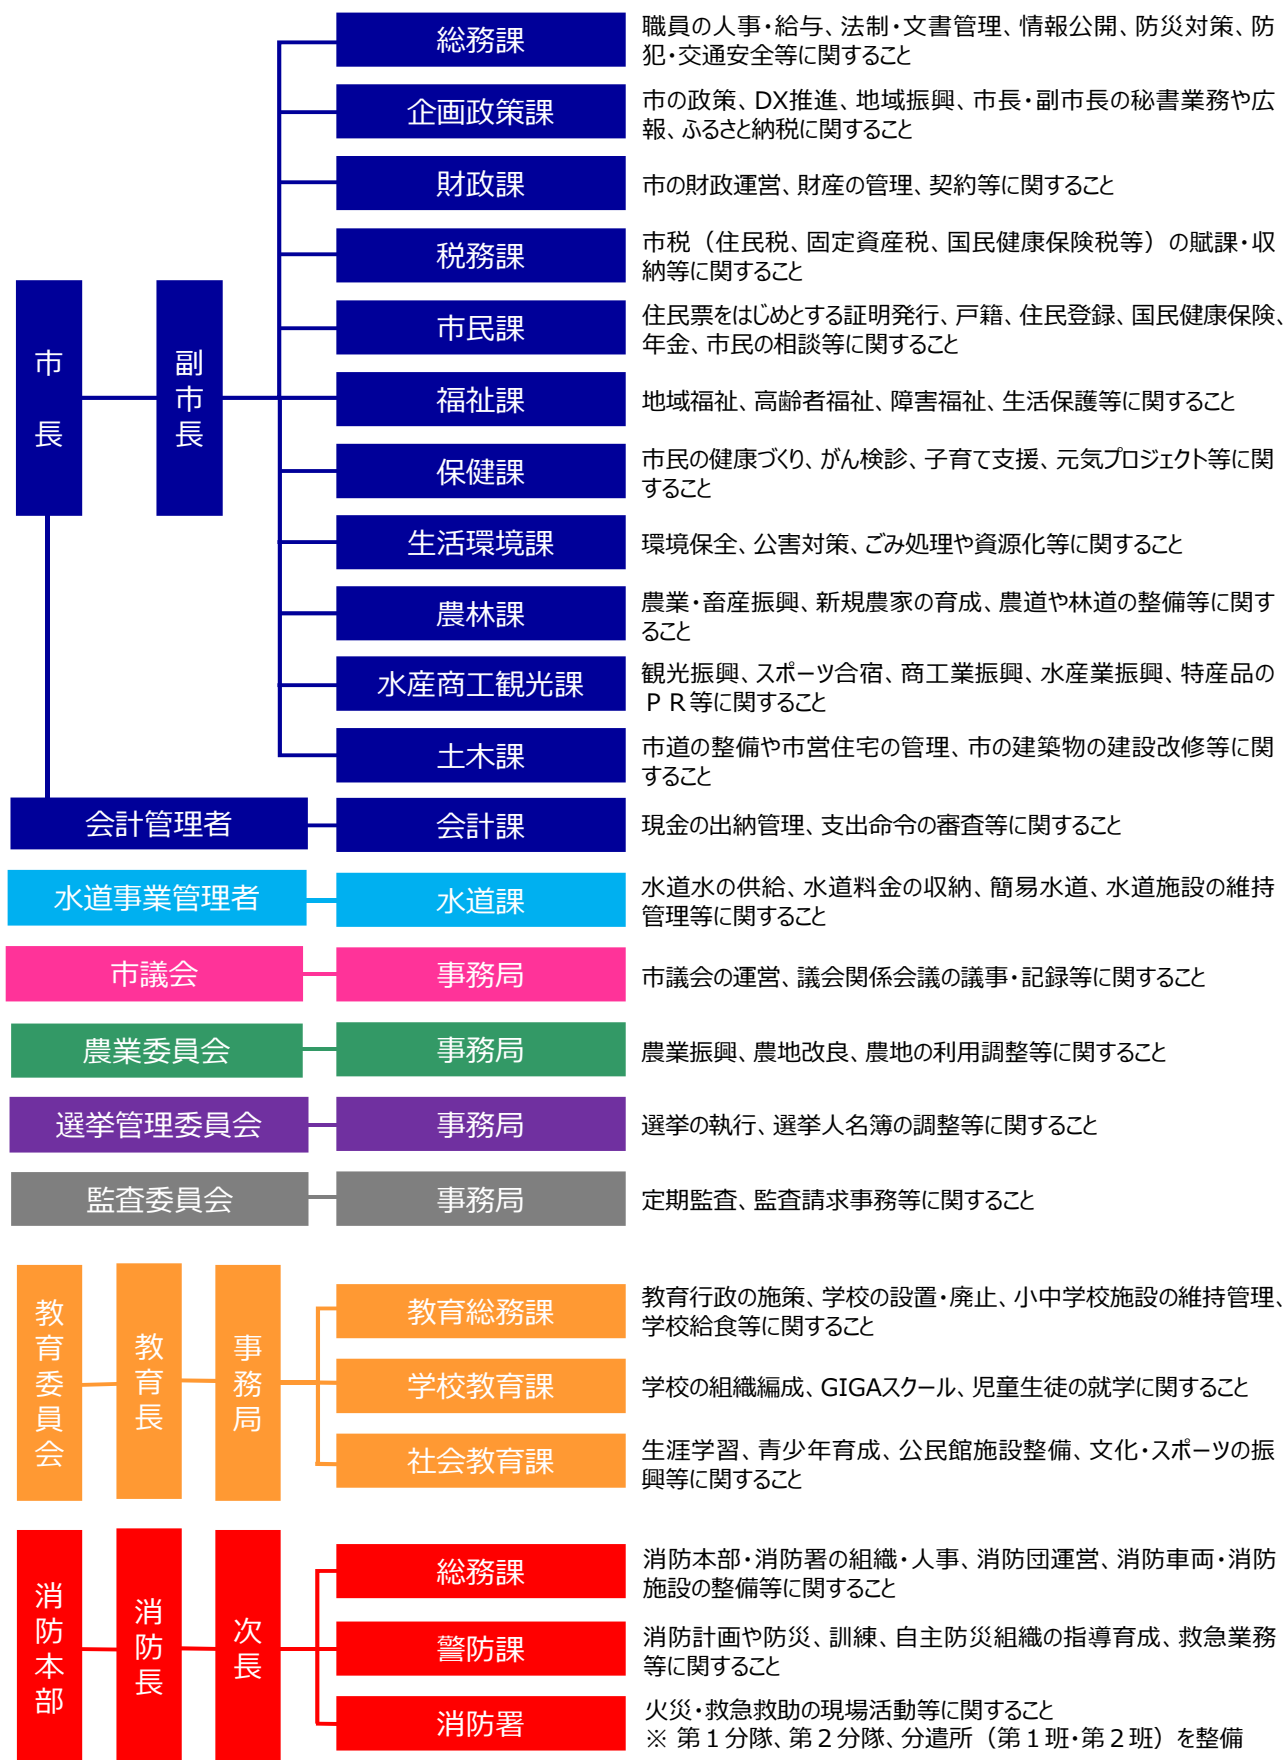 総務課
職員の人事・給与、法制・文書管理、情報公開、防災対策、防
犯・交通安全等に関すること
企画政策課
市の政策、DX推進、地域振興、市長・副市長の秘書業務や広
報、ふるさと納税に関すること
財政課
市の財政運営、財産の管理、契約等に関すること
税務課
市税（住民税、固定資産税、国民健康保険税等）の賦課・収
納等に関すること
市長
副市長
市民課
住民票をはじめとする証明発行、戸籍、住民登録、国民健康保険、
年金、市民の相談等に関すること
福祉課
地域福祉、高齢者福祉、障害福祉、生活保護等に関すること
保健課
市民の健康づくり、がん検診、子育て支援、元気プロジェクト等に関
すること
生活環境課
環境保全、公害対策、ごみ処理や資源化等に関すること
農林課
農業・畜産振興、新規農家の育成、農道や林道の整備等に関す
ること
水産商工観光課
観光振興、スポーツ合宿、商工業振興、水産業振興、特産品の
ＰＲ等に関すること
土木課
市道の整備や市営住宅の管理、市の建築物の建設改修等に関
すること
会計管理者
会計課
現金の出納管理、支出命令の審査等に関すること
水道事業管理者
水道課
水道水の供給、水道料金の収納、簡易水道、水道施設の維持
管理等に関すること
市議会
事務局
市議会の運営、議会関係会議の議事・記録等に関すること
農業委員会
事務局
農業振興、農地改良、農地の利用調整等に関すること
選挙管理委員会
事務局
選挙の執行、選挙人名簿の調整等に関すること
監査委員会
事務局
定期監査、監査請求事務等に関すること
教育委員会
教育長
事務局
教育総務課
教育行政の施策、学校の設置・廃止、小中学校施設の維持管理、
学校給食等に関すること
学校教育課
学校の組織編成、GIGAスクール、児童生徒の就学に関すること
社会教育課
生涯学習、青少年育成、公民館施設整備、文化・スポーツの振
興等に関すること
消防本部
消防長
次長
総務課
消防本部・消防署の組織・人事、消防団運営、消防車両・消防
施設の整備等に関すること
警防課
消防計画や防災、訓練、自主防災組織の指導育成、救急業務
等に関すること
消防署
火災・救急救助の現場活動等に関すること
※ 第１分隊、第２分隊、分遣所（第１班・第２班）を整備